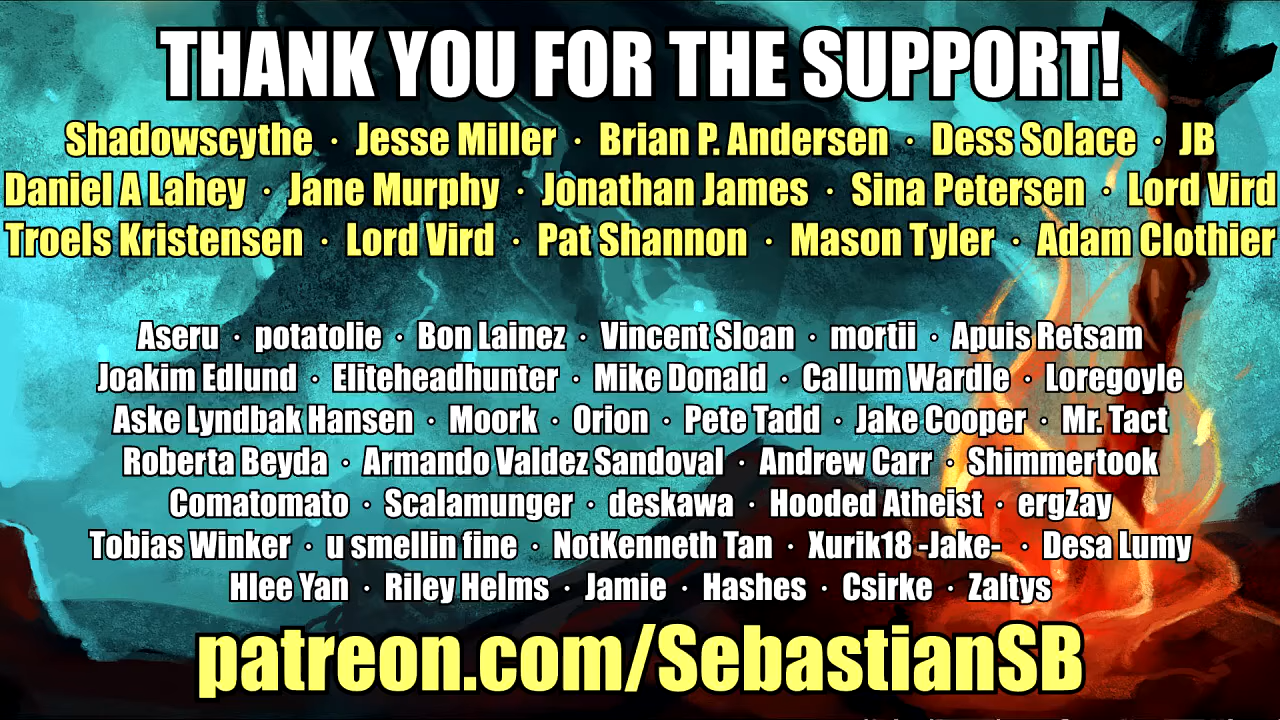 THANK YOU FOR THE SUPPORT!
Shadowscythe · Jesse Miller · Brian P. Andersen · Dess Solace · JB
Daniel A Lahey · Jane Murphy · Jonathan James · Sina Petersen · Lord Vird
Troels Kristensen · Lord Vird · Pat Shannon · Mason Tyler · Adam Clothier
Aseru · potatolie · Bon Lainez · Vincent Sloan · mortii · Apuis Retsam
Joakim Edlund · Eliteheadhunter · Mike Donald · Callum Wardle · Loregoyle
Aske Lyndbak Hansen · Moork · Orion · Pete Tadd · Jake Cooper · Mr. Tact
Roberta Beyda · Armando Valdez Sandoval · Andrew Carr · Shimmertook
Comatomato · Scalamunger · deskawa · Hooded Atheist · ergZay
Tobias Winker · u smellin fine · NotKenneth Tan · Xurik18 -Jake- · Desa Lumy
Hlee Yan · Riley Helms · Jamie · Hashes · Csirke · Zaltys
patreon.com/SebastianSB